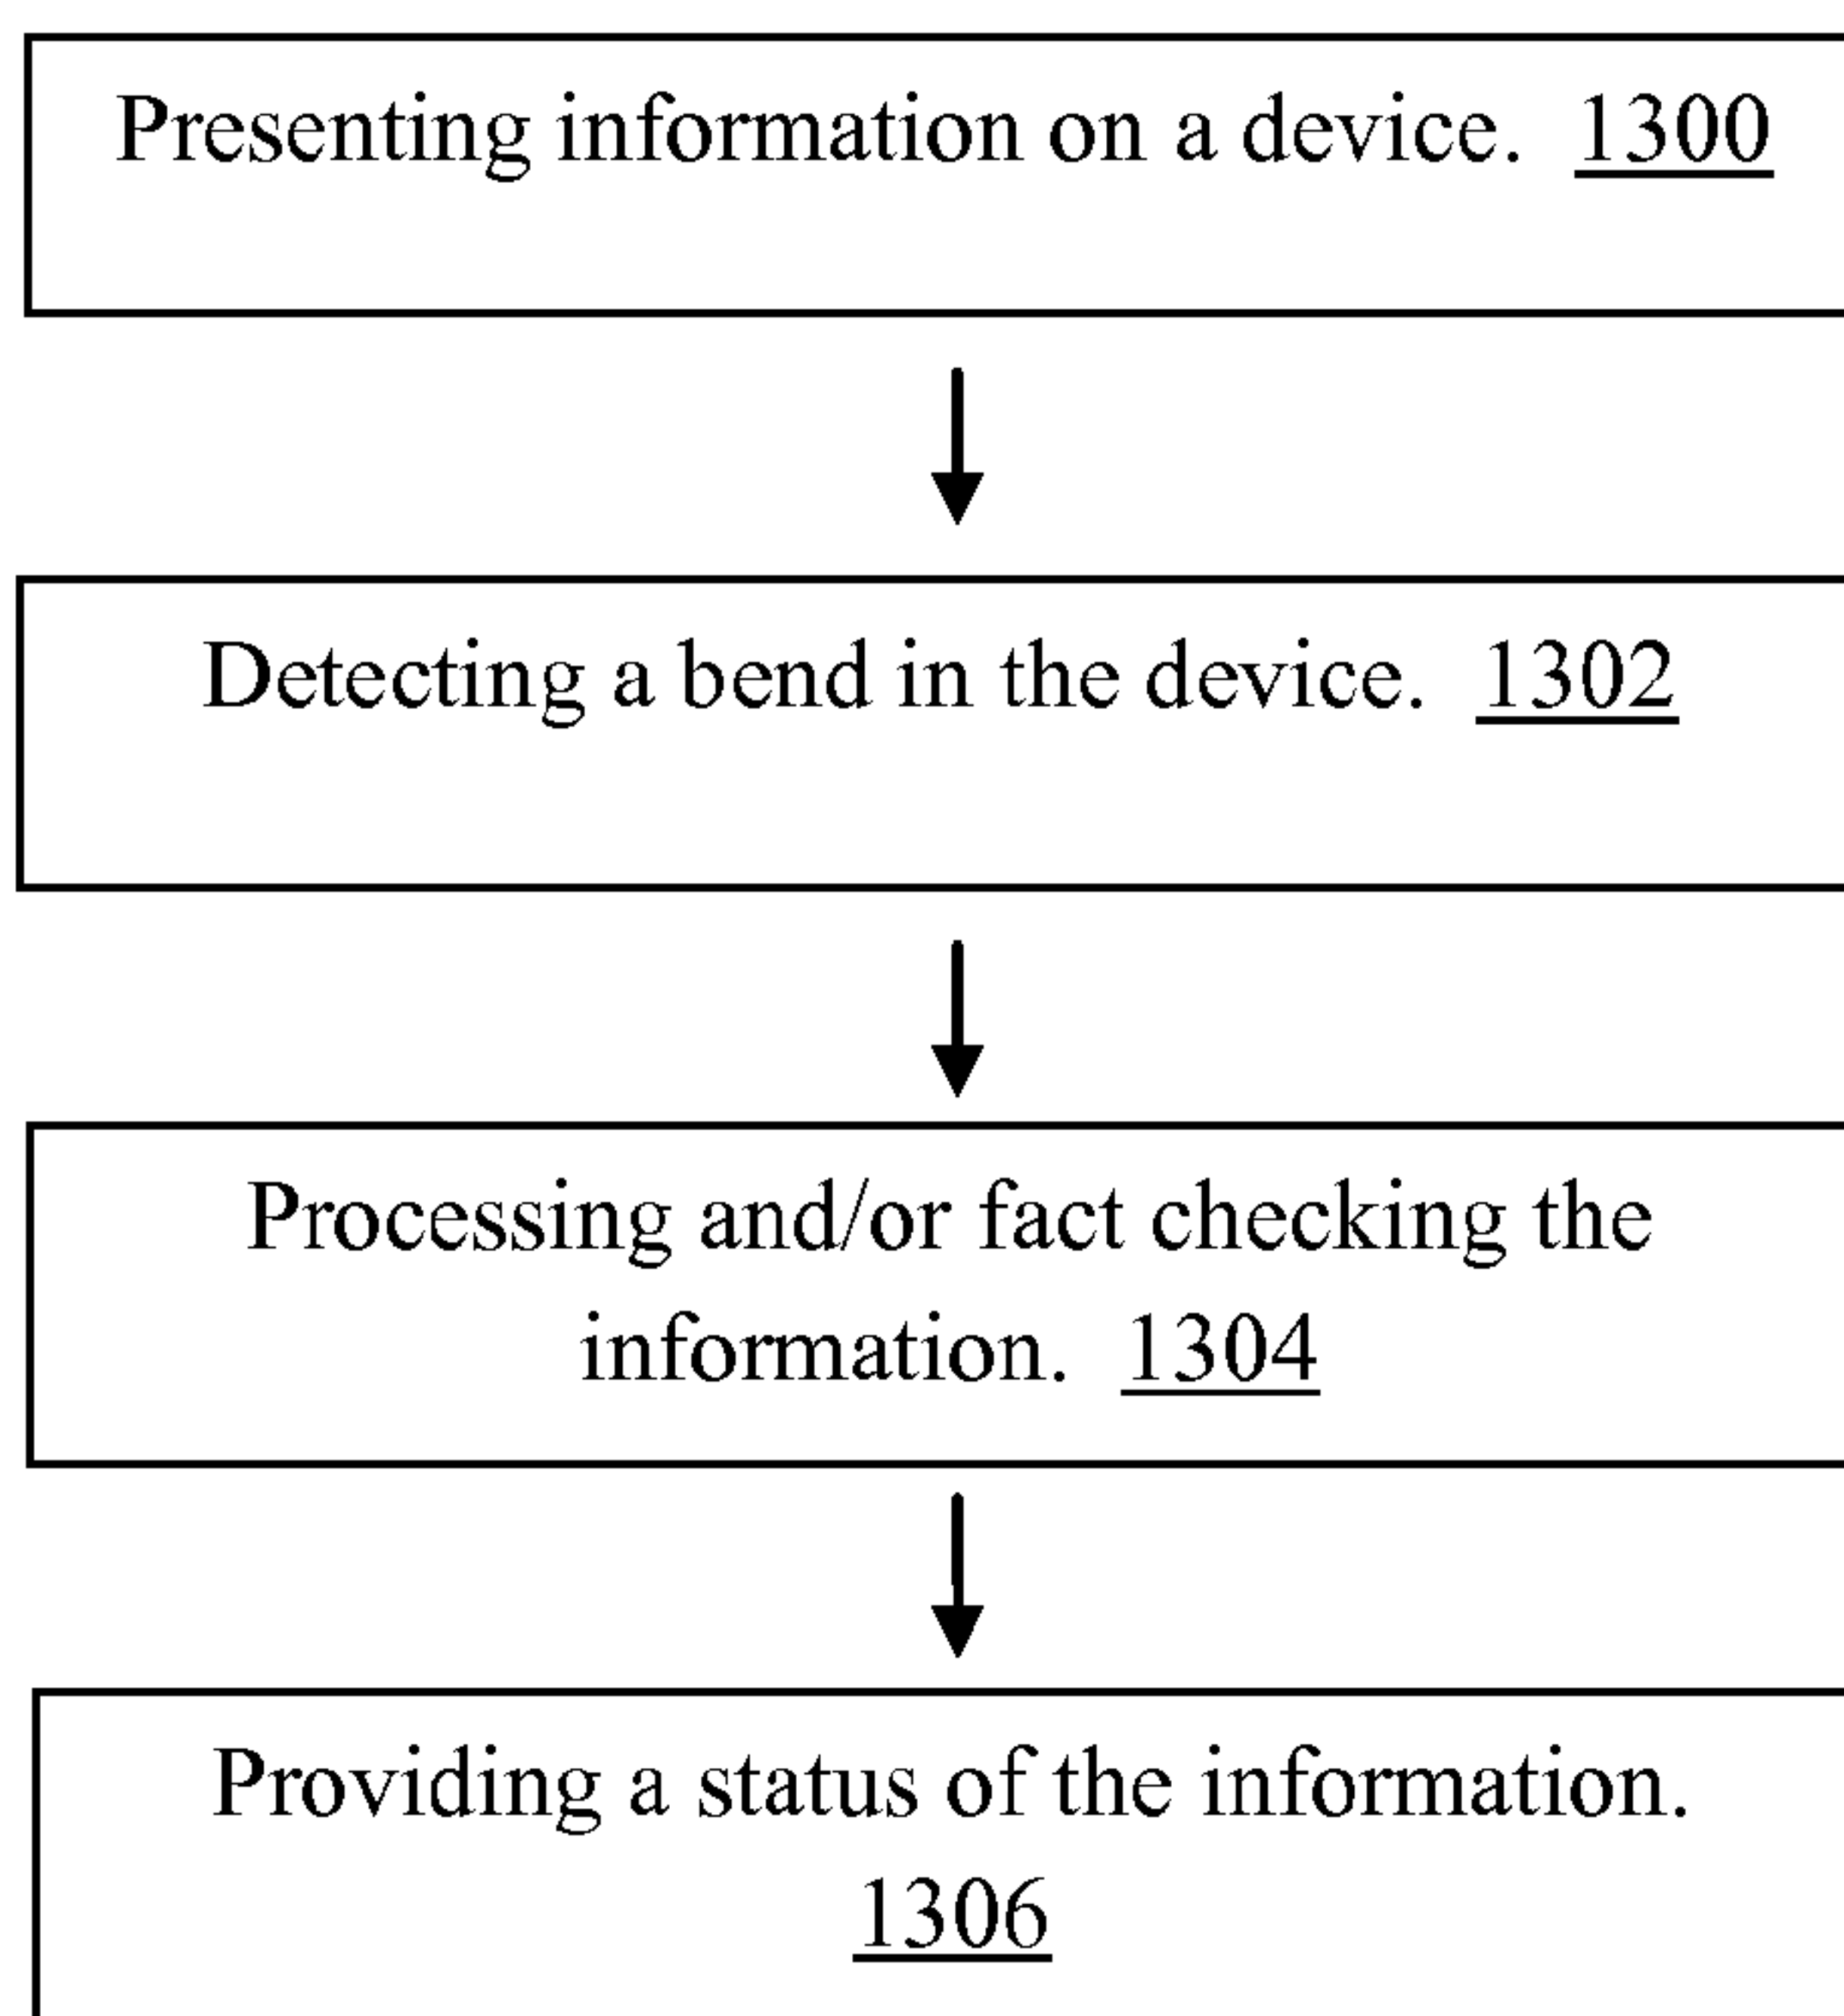 Presenting information on a device. 1300
Detecting a bend in the device. 1302
Processing and/or fact checking the
information. 1304
Providing a status of the information.
1306